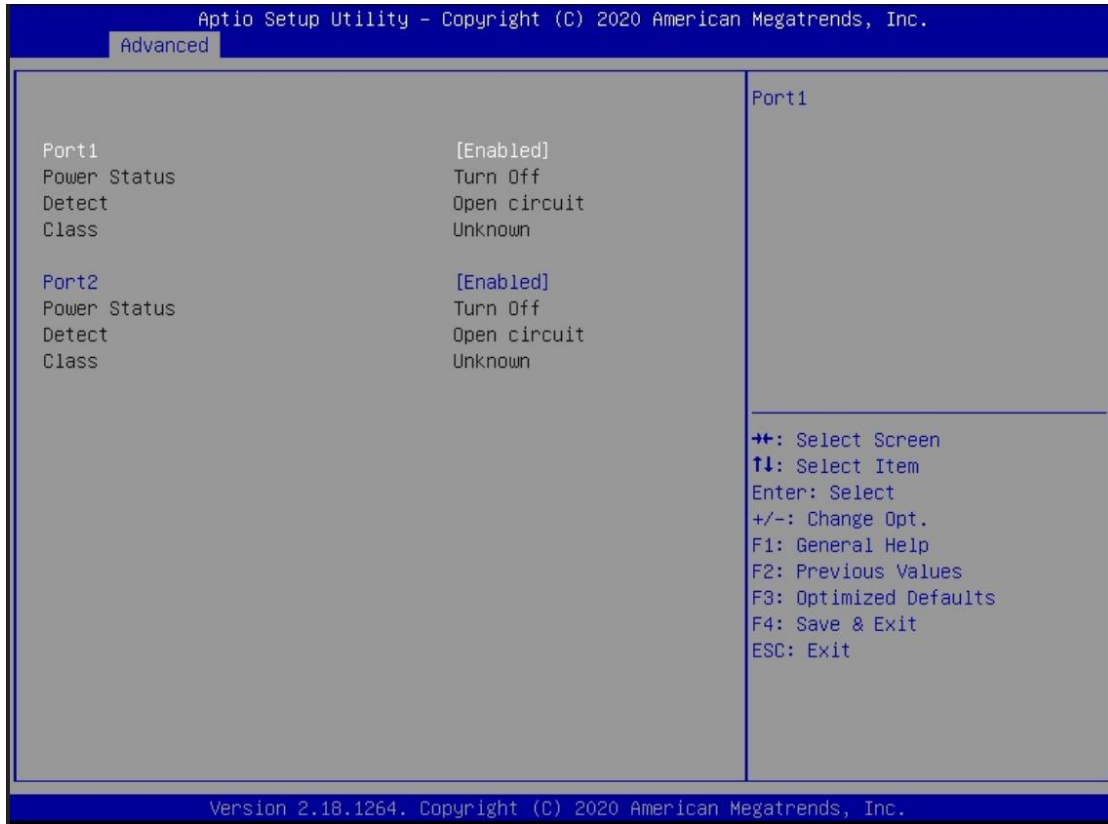 Aptio Setup Utility – Copyright (C) 2020 American Megatrends, Inc.
Advanced
Port1 [Enabled]
Power Status Turn Off
Detect Open circuit
Class Unknown
Port2 [Enabled]
Power Status Turn Off
Detect Open circuit
Class Unknown
Port1
→←: Select Screen
↑↓: Select Item
Enter: Select
+/-: Change Opt.
F1: General Help
F2: Previous Values
F3: Optimized Defaults
F4: Save & Exit
ESC: Exit
Version 2.18.1264. Copyright (C) 2020 American Megatrends, Inc.